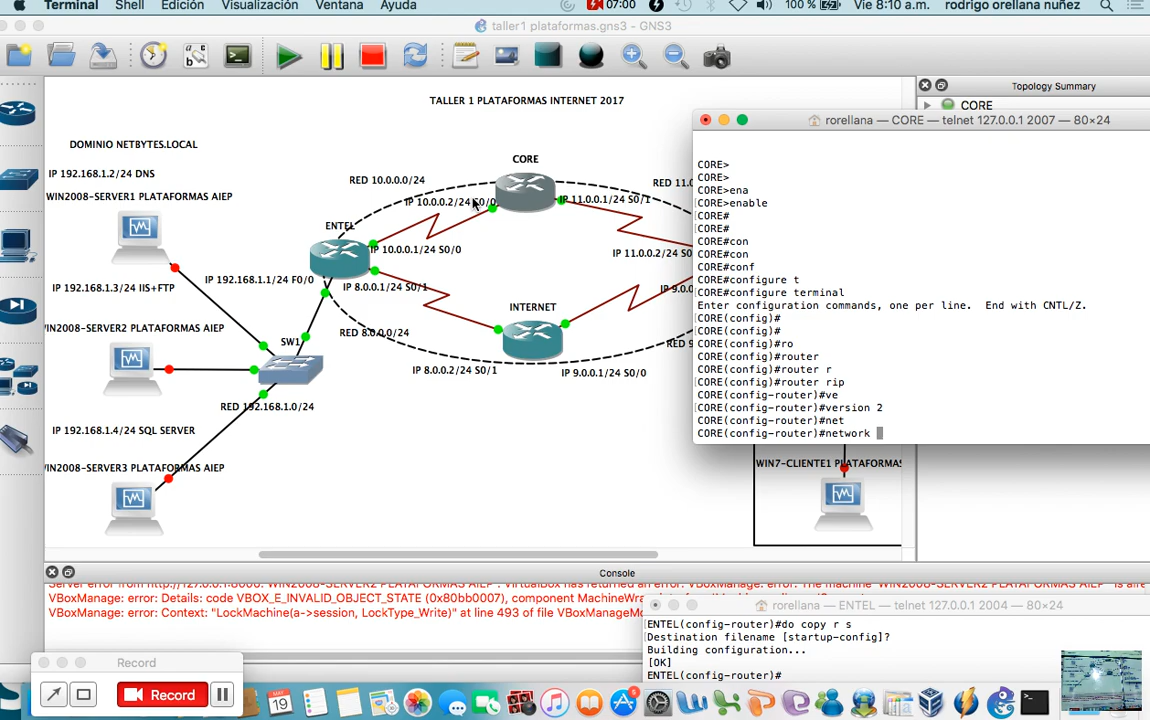 Terminal Shell Edición Visualización Ventana Ayuda 07:00 100 % Vie 8:10 a.m. rodrigo orellana nuñez
taller1 plataformas.gns3 — GNS3
TALLER 1 PLATAFORMAS INTERNET 2017
Topology Summary
CORE
DOMINIO NETBYTES.LOCAL
IP 192.168.1.2/24 DNS
WIN2008-SERVER1 PLATAFORMAS AIEP
CORE
RED 10.0.0.0/24
RED 11.0
IP 10.0.0.2/24 S0/0
IP 11.0.0.1/24 S0/1
ENTEL
IP 10.0.0.1/24 S0/0
IP 11.0.0.2/24 S0
IP 192.168.1.1/24 F0/0
IP 8.0.0.1/24 S0/1
IP 9.0.0
IP 192.168.1.3/24 IIS+FTP
INTERNET
WIN2008-SERVER2 PLATAFORMAS AIEP
SW1
RED 8.0.0.0/24
RED 9
IP 8.0.0.2/24 S0/1
IP 9.0.0.1/24 S0/0
RED 192.168.1.0/24
IP 192.168.1.4/24 SQL SERVER
WIN2008-SERVER3 PLATAFORMAS AIEP
WIN7-CLIENTE1 PLATAFORMAS
rorellana — CORE — telnet 127.0.0.1 2007 — 80×24
CORE>
CORE>
CORE>ena
CORE>enable
CORE#
CORE#
CORE#con
CORE#con
CORE#conf
CORE#configure t
CORE#configure terminal
Enter configuration commands, one per line. End with CNTL/Z.
CORE(config)#
CORE(config)#
CORE(config)#ro
CORE(config)#router
CORE(config)#router r
CORE(config)#router rip
CORE(config-router)#ve
CORE(config-router)#version 2
CORE(config-router)#net
CORE(config-router)#network
Console
VBoxManage: error: Details: code VBOX_E_INVALID_OBJECT_STATE (0x80bb0007), component MachineWra
VBoxManage: error: Context: "LockMachine(a->session, LockType_Write)" at line 493 of file VBoxManageMo
rorellana — ENTEL — telnet 127.0.0.1 2004 — 80×24
ENTEL(config-router)#do copy r s
Destination filename [startup-config]?
Building configuration...
[OK]
ENTEL(config-router)#
Record
Record
MAY
19
5